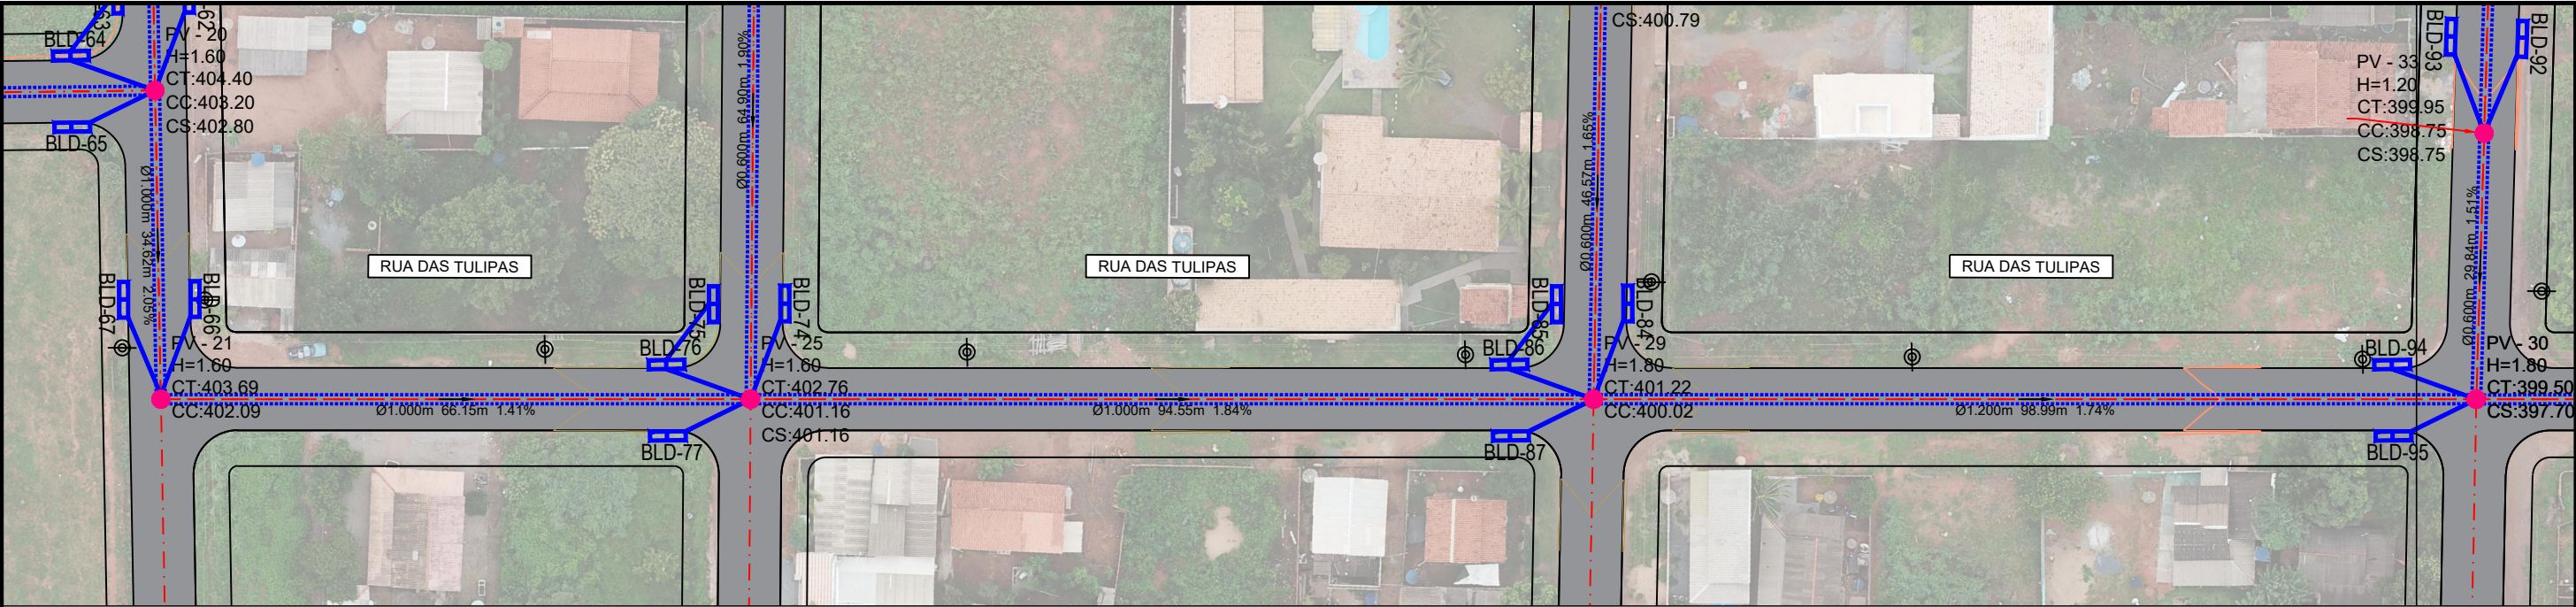 63
62
BLD-64
PV - 20
H=1.60
CT:404.40
CC:403.20
CS:402.80
BLD-65
Ø1.000m 34.62m 2.05%
BLD-67
BLD-66
PV - 21
H=1.60
CT:403.69
CC:402.09
RUA DAS TULIPAS
Ø1.000m 66.15m 1.41%
Ø0.600m 64.90m 1.90%
BLD-75
BLD-74
BLD-76
BLD-77
PV - 25
H=1.60
CT:402.76
CC:401.16
CS:401.16
RUA DAS TULIPAS
Ø1.000m 94.55m 1.84%
CS:400.79
Ø0.600m 46.57m 1.65%
BLD-85
BLD-84
BLD-86
BLD-87
PV - 29
H=1.80
CT:401.22
CC:400.02
RUA DAS TULIPAS
Ø1.200m 98.99m 1.74%
BLD-93
BLD-92
PV - 33
H=1.20
CT:399.95
CC:398.75
CS:398.75
Ø0.600m 29.84m 1.51%
BLD-94
BLD-95
PV - 30
H=1.80
CT:399.50
CS:397.70